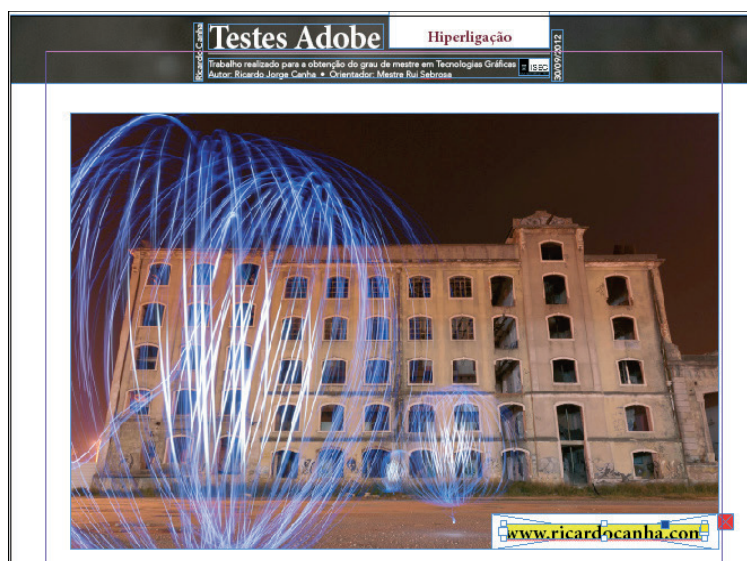 Ricardo Canha
Testes Adobe
Hiperligação
Trabalho realizado para a obtenção do grau de mestre em Tecnologias Gráficas
Autor: Ricardo Jorge Canha • Orientador: Mestre Rui Sebrosa
ISEC
30/09/2012
www.ricardocanha.com